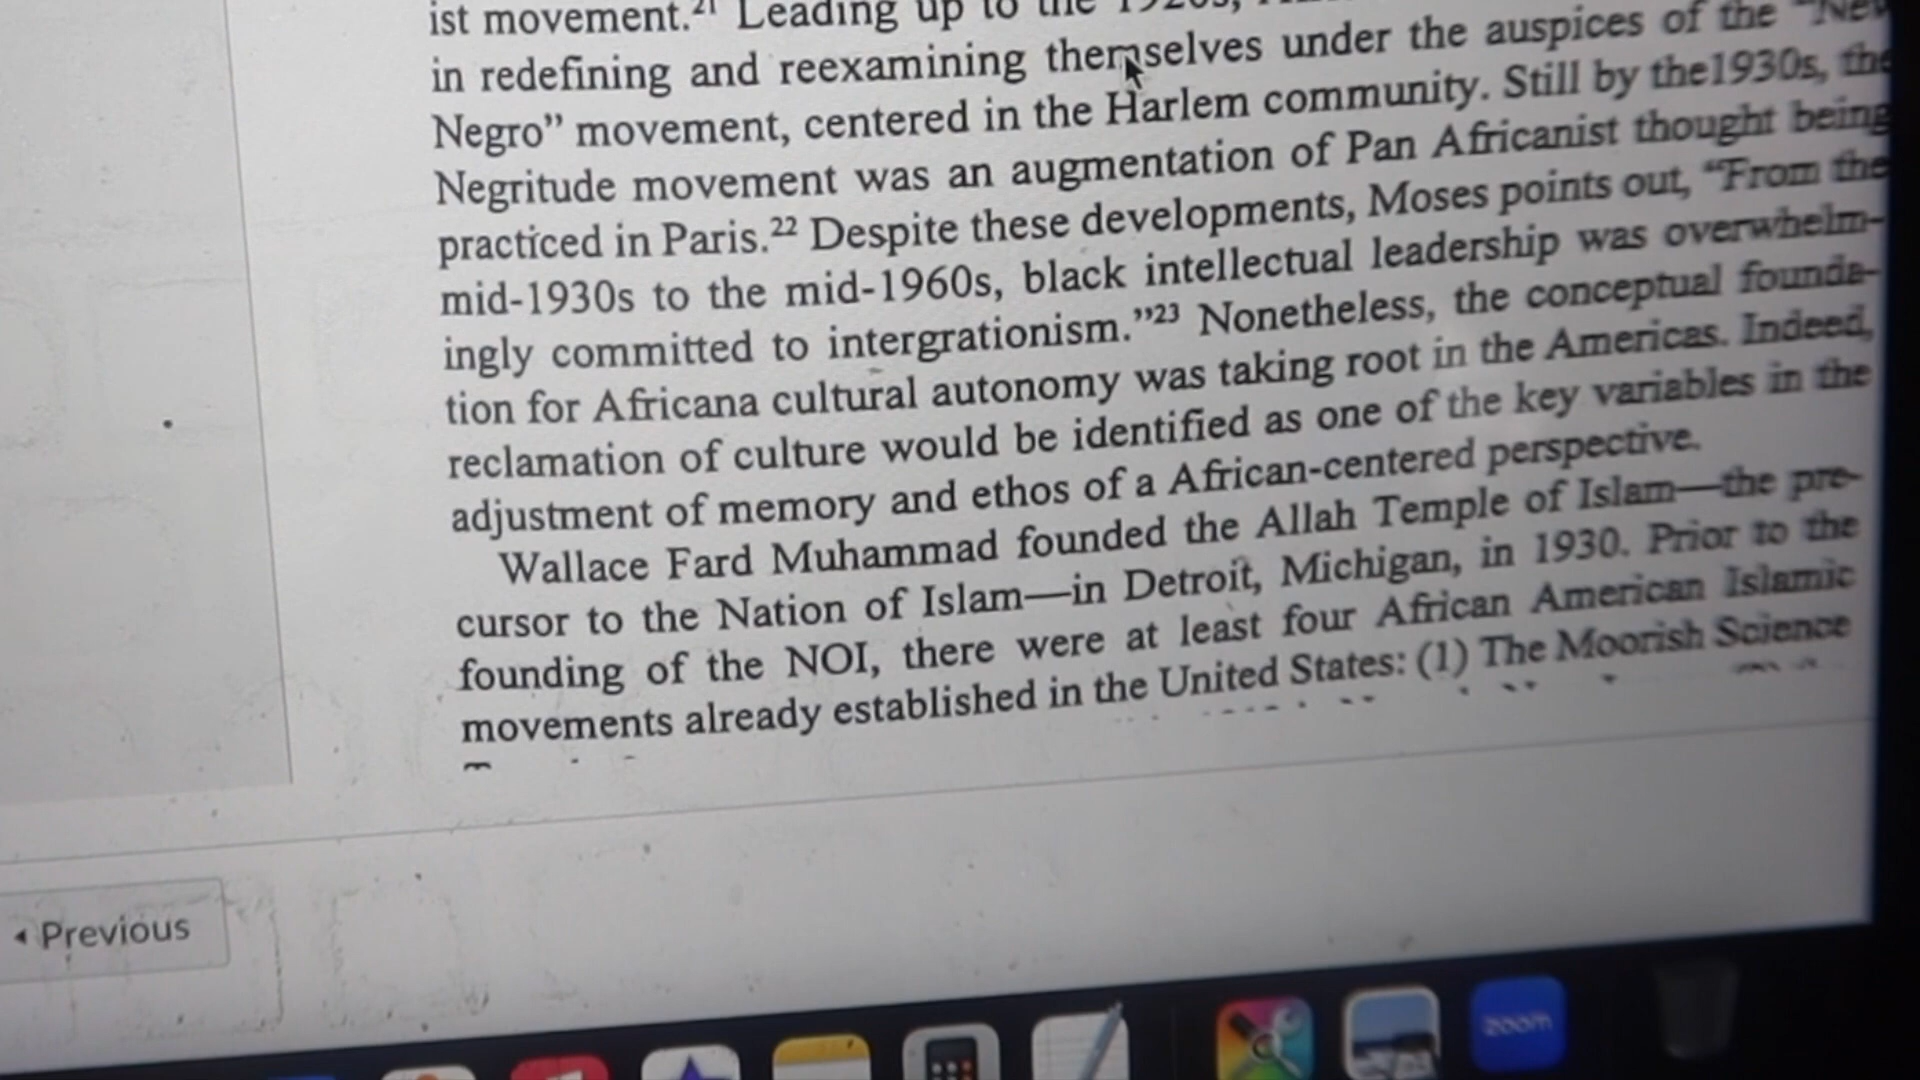 ist movement.²¹ Leading up to the 1920s,
in redefining and reexamining themselves under the auspices of the "New
Negro" movement, centered in the Harlem community. Still by the1930s, the
Negritude movement was an augmentation of Pan Africanist thought being
practiced in Paris.²² Despite these developments, Moses points out, "From the
mid-1930s to the mid-1960s, black intellectual leadership was overwhelm-
ingly committed to intergrationism."²³ Nonetheless, the conceptual founda-
tion for Africana cultural autonomy was taking root in the Americas. Indeed,
reclamation of culture would be identified as one of the key variables in the
adjustment of memory and ethos of a African-centered perspective.
Wallace Fard Muhammad founded the Allah Temple of Islam—the pre-
cursor to the Nation of Islam—in Detroit, Michigan, in 1930. Prior to the
founding of the NOI, there were at least four African American Islamic
movements already established in the United States: (1) The Moorish Science
Previous
zoom